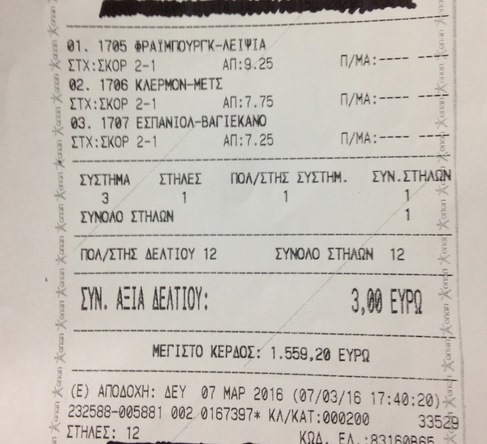 01. 1705 ΦΡΑΪΜΠΟΥΡΓΚ-ΛΕΙΨΙΑ
ΣΤΧ:ΣΚΟΡ 2-1 ΑΠ:9.25 Π/ΜΑ:---- ----
02. 1706 ΚΛΕΡΜΟΝ-ΜΕΤΣ
ΣΤΧ:ΣΚΟΡ 2-1 ΑΠ:7.75 Π/ΜΑ:---- ----
03. 1707 ΕΣΠΑΝΙΟΛ-ΒΑΓΙΕΚΑΝΟ
ΣΤΧ:ΣΚΟΡ 2-1 ΑΠ:7.25 Π/ΜΑ:---- ----
ΣΥΣΤΗΜΑ ΣΤΗΛΕΣ ΠΟΛ/ΣΤΗΣ ΣΥΣΤΗΜ. ΣΥΝ.ΣΤΗΛΩΝ
3 1 1 1
ΣΥΝΟΛΟ ΣΤΗΛΩΝ 1
ΠΟΛ/ΣΤΗΣ ΔΕΛΤΙΟΥ 12 ΣΥΝΟΛΟ ΣΤΗΛΩΝ 12
ΣΥΝ. ΑΞΙΑ ΔΕΛΤΙΟΥ: 3,00 ΕΥΡΩ
ΜΕΓΙΣΤΟ ΚΕΡΔΟΣ: 1.559,20 ΕΥΡΩ
(Ε) ΑΠΟΔΟΧΗ: ΔΕΥ 07 ΜΑΡ 2016 (07/03/16 17:40:20)
232588-005881 002 0167397* ΚΛ/ΚΑΤ:000200 33529
ΣΤΗΛΕΣ: 12 ΚΩΔ. ΕΛ.:83160865